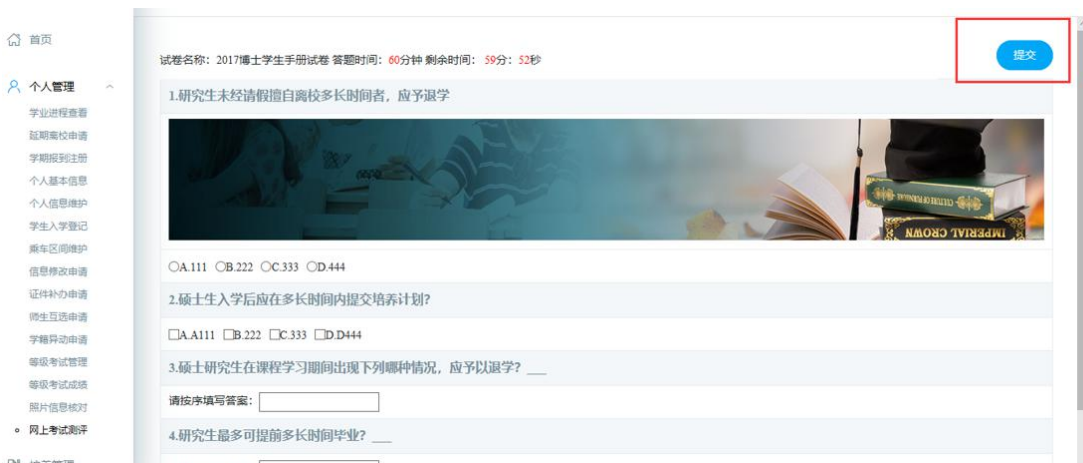 首页
个人管理
学业进程查看
延期离校申请
学期报到注册
个人基本信息
个人信息维护
学生入学登记
乘车区间维护
信息修改申请
证件补办申请
师生互选申请
学籍异动申请
等级考试管理
等级考试成绩
照片信息核对
网上考试测评
试卷名称：2017博士学生手册试卷 答题时间：60分钟 剩余时间： 59分：52秒
提交
1.研究生未经请假擅自离校多长时间者，应予退学
IMPERIAL CROWN
A.111 B.222 C.333 D.444
2.硕士生入学后应在多长时间内提交培养计划?
A.A111 B.222 C.333 D.D444
3.硕士研究生在课程学习期间出现下列哪种情况，应予以退学? ___
请按序填写答案：
4.研究生最多可提前多长时间毕业? ___